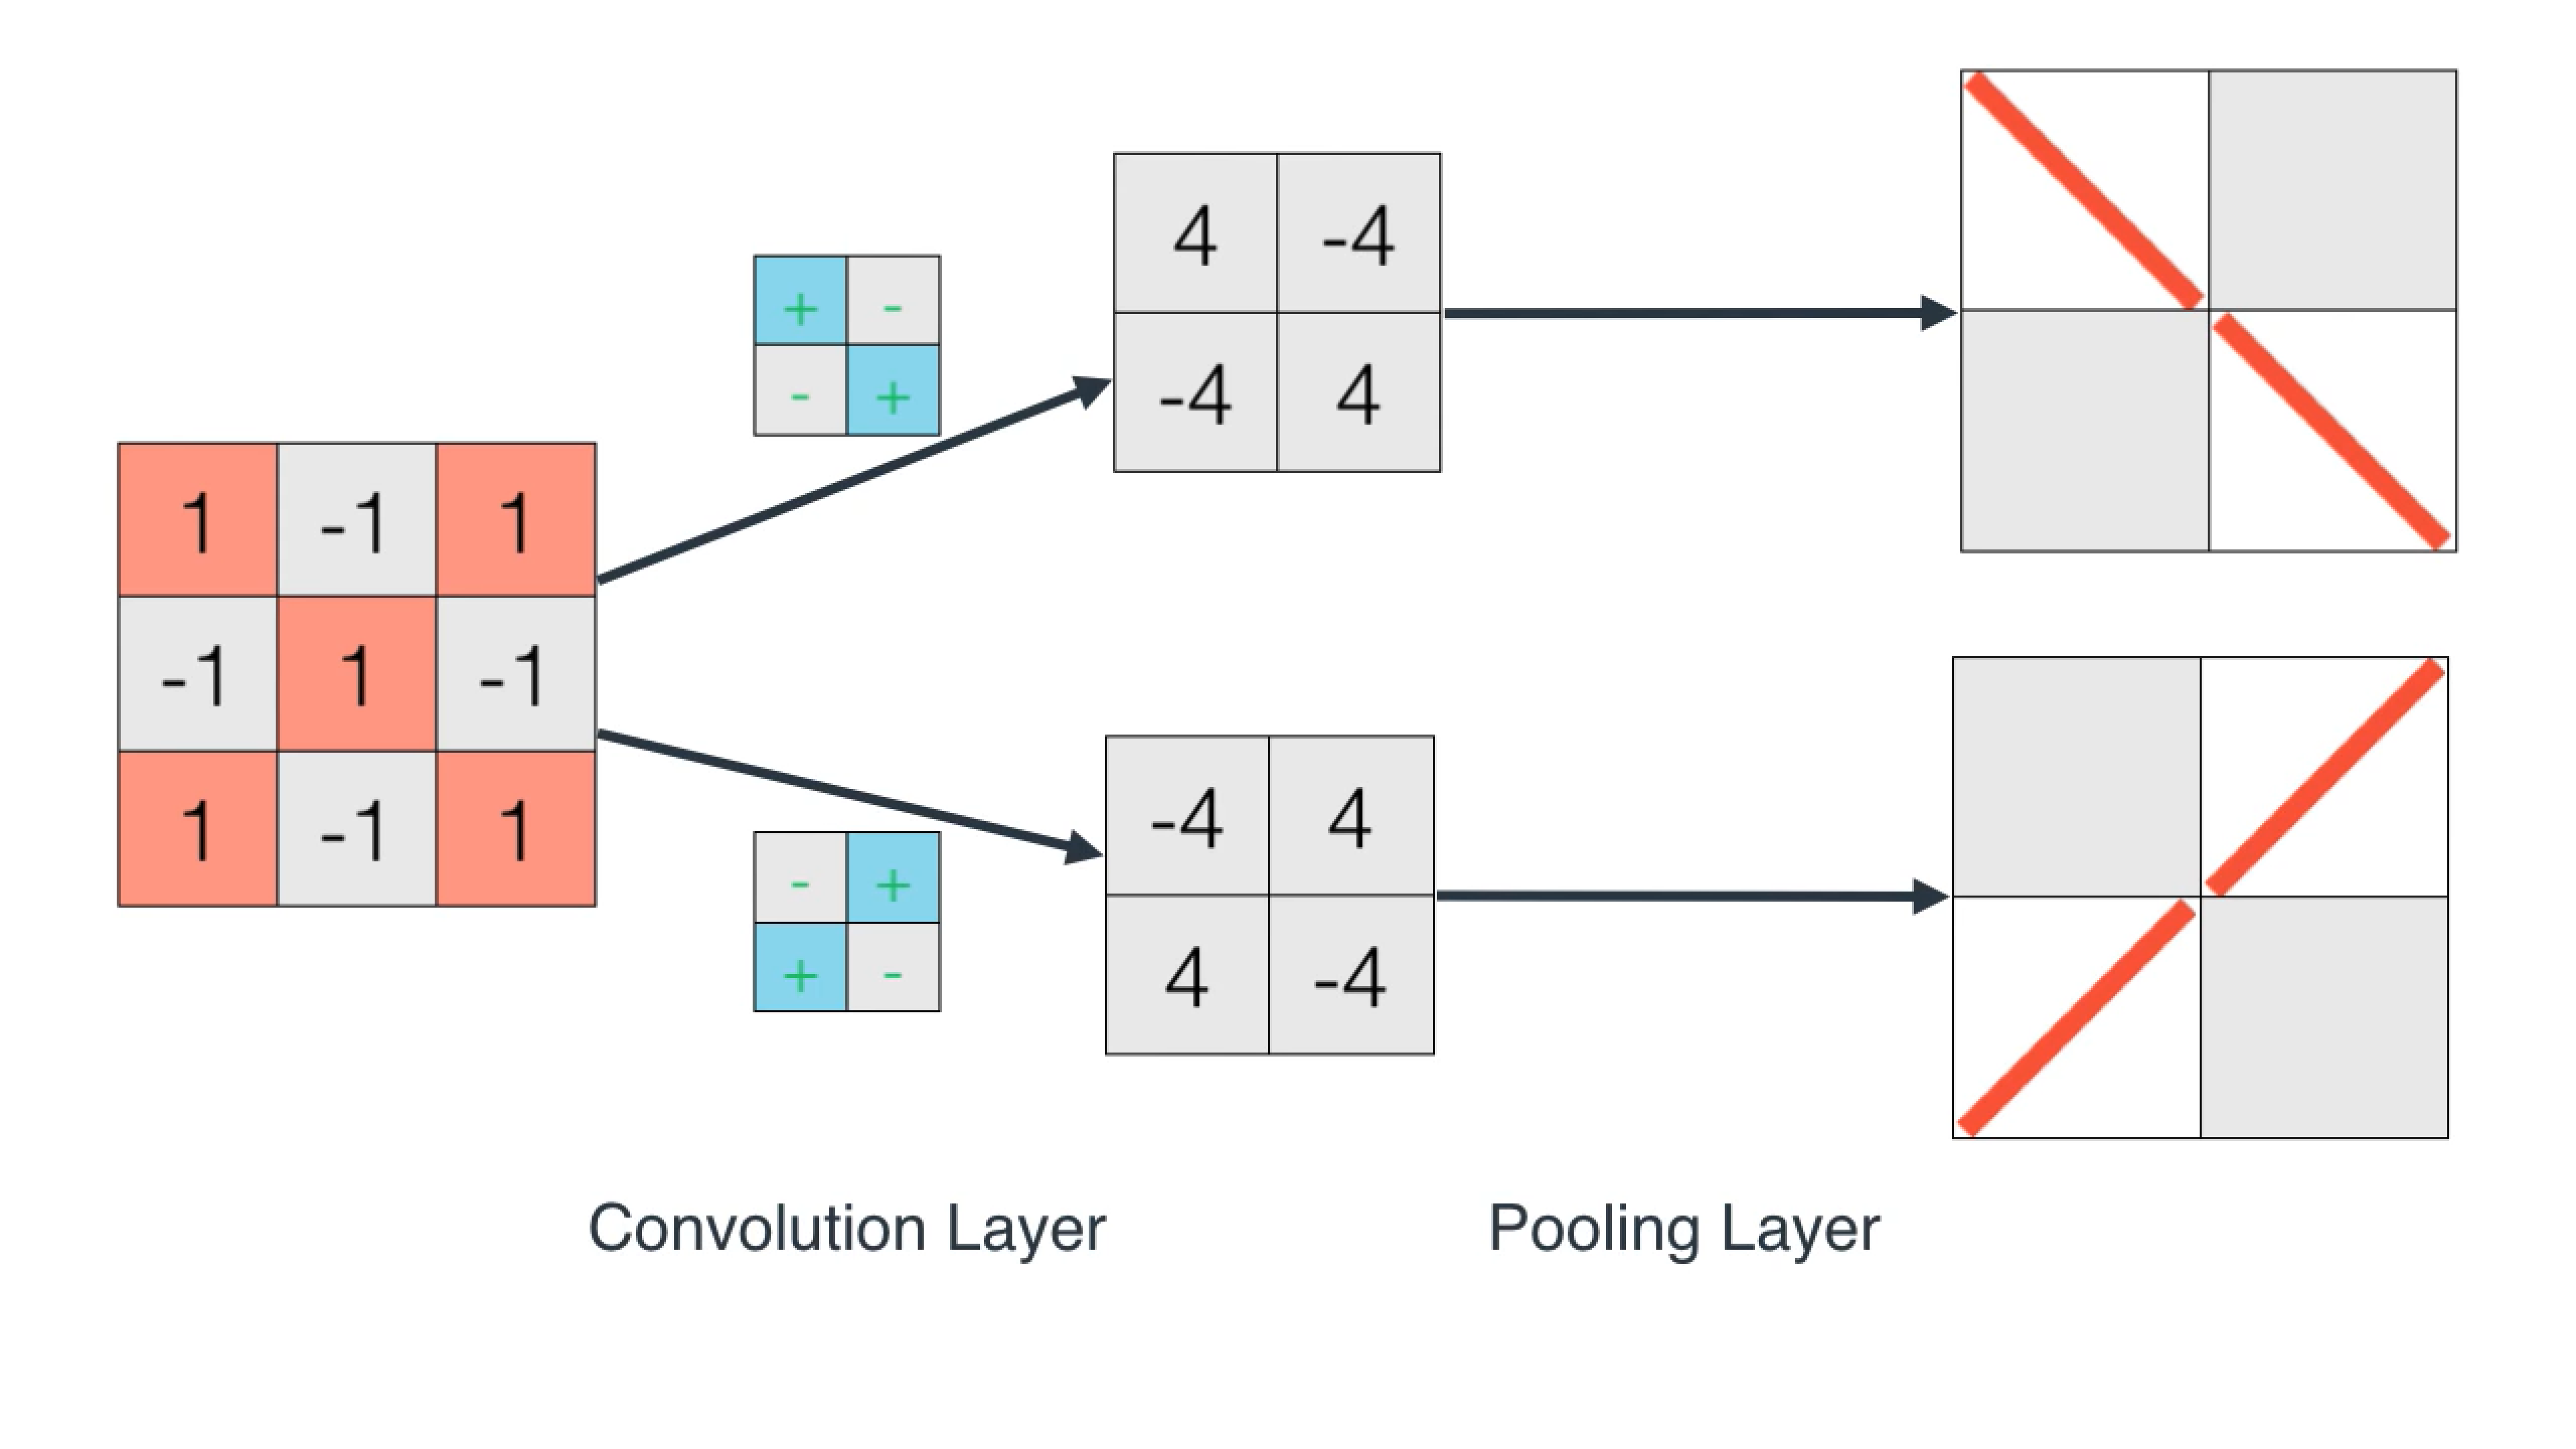 4 -4
+ -
-4 4
- +
1 -1 1
-1 1 -1
1 -1 1
-4 4
- +
4 -4
+ -
Convolution Layer
Pooling Layer